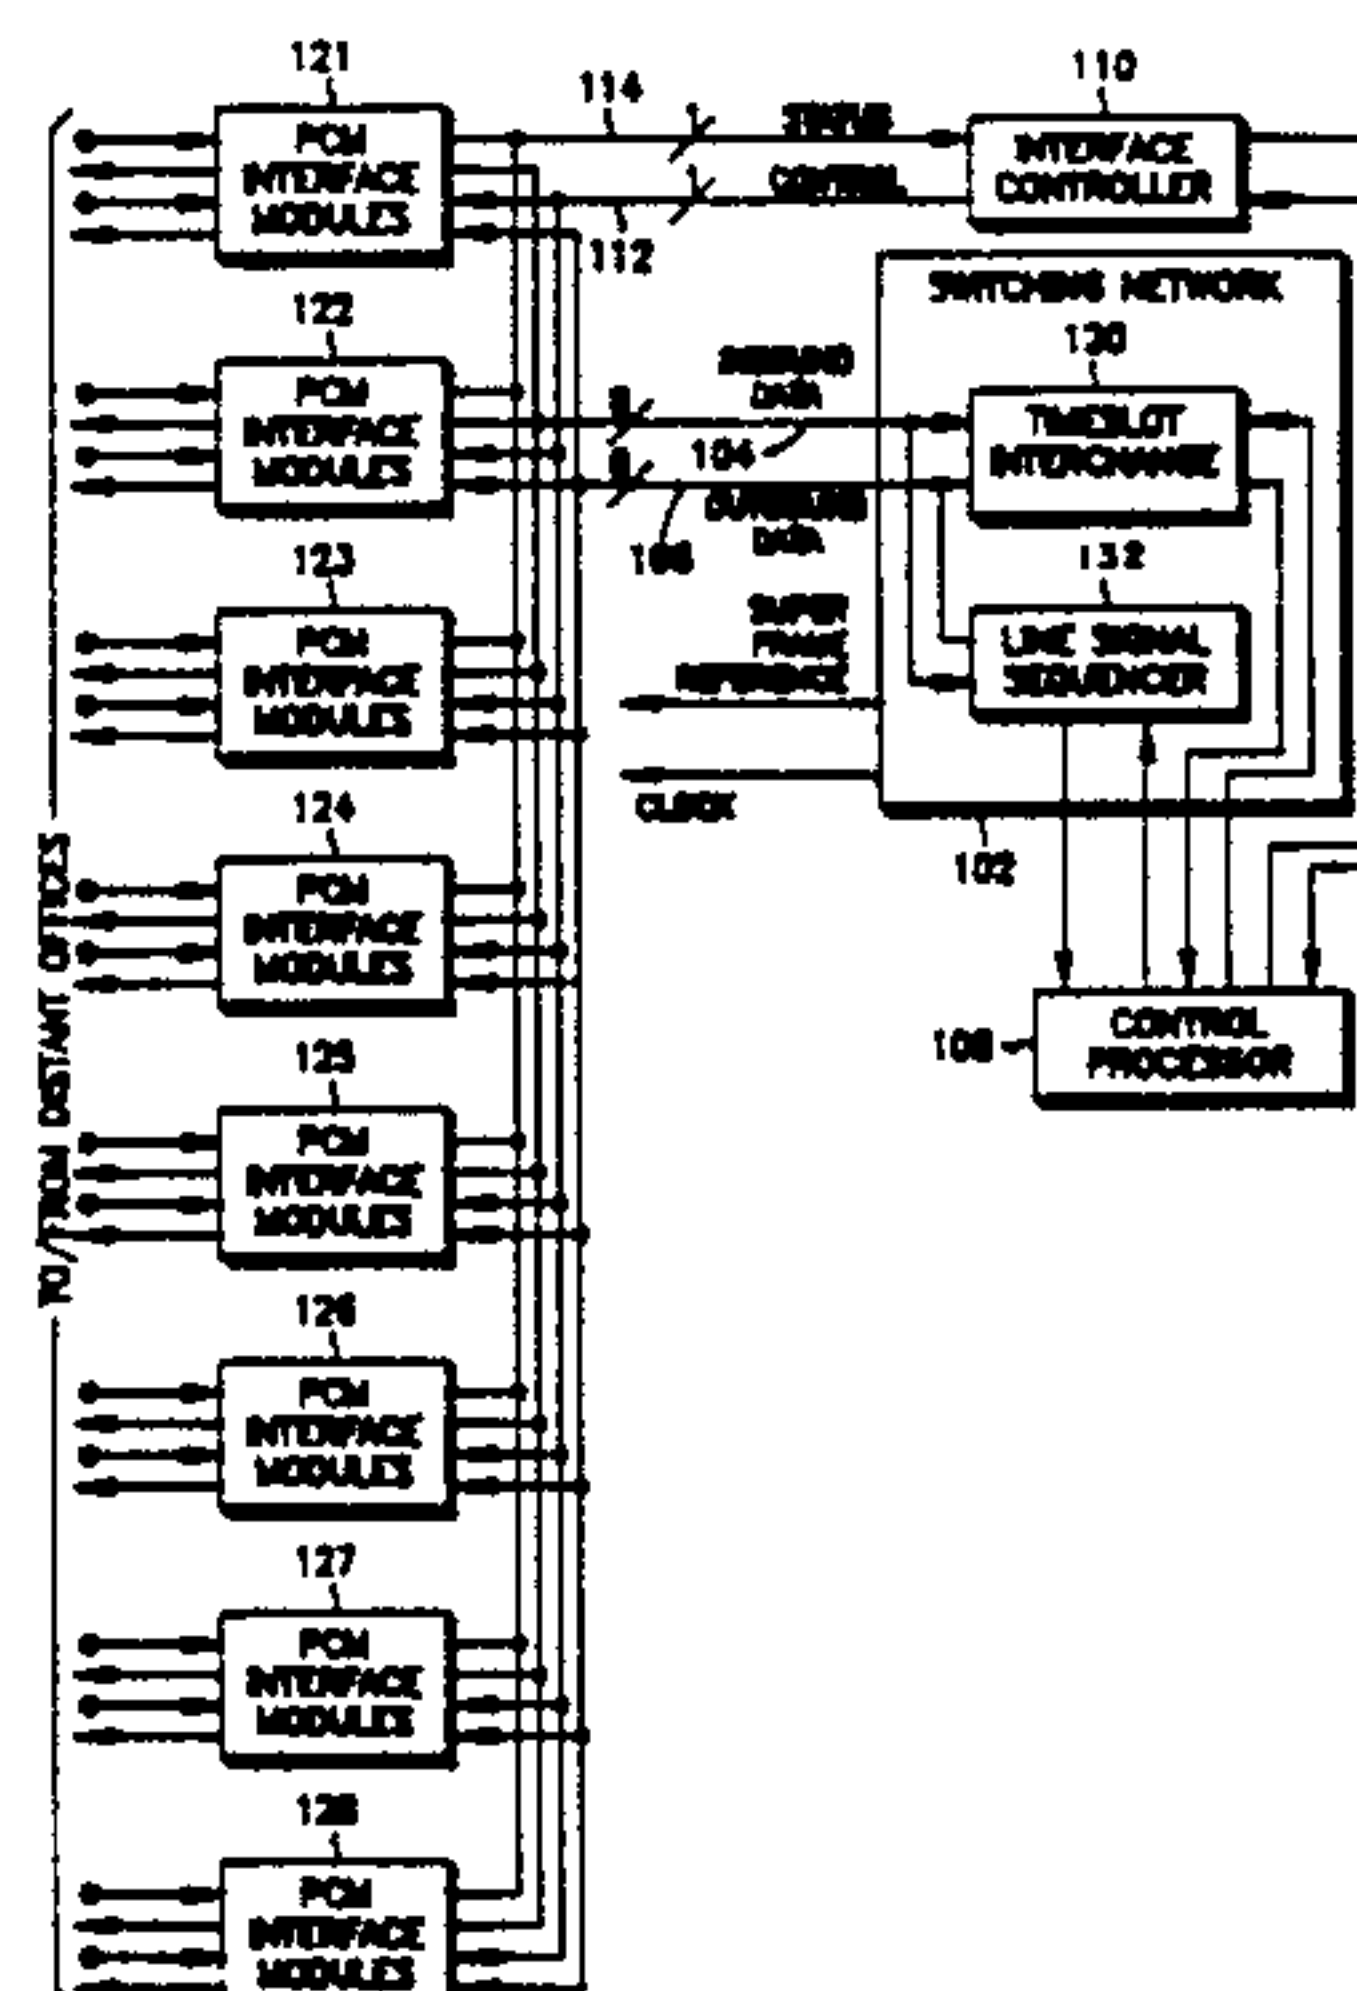 121
PCM
INTERFACE
MODULES
114
STATUS
CONTROL
112
110
INTERFACE
CONTROLLER
122
PCM
INTERFACE
MODULES
SWITCHING NETWORK
130
TIMESLOT
INTERCHANGE
INBOUND
DATA
104
OUTBOUND
DATA
106
123
PCM
INTERFACE
MODULES
132
LINE SIGNAL
SEQUENCER
SUPER
FRAME
REFERENCE
CLOCK
102
124
PCM
INTERFACE
MODULES
TO/FROM DISTANT OFFICES
108
CONTROL
PROCESSOR
125
PCM
INTERFACE
MODULES
126
PCM
INTERFACE
MODULES
127
PCM
INTERFACE
MODULES
128
PCM
INTERFACE
MODULES